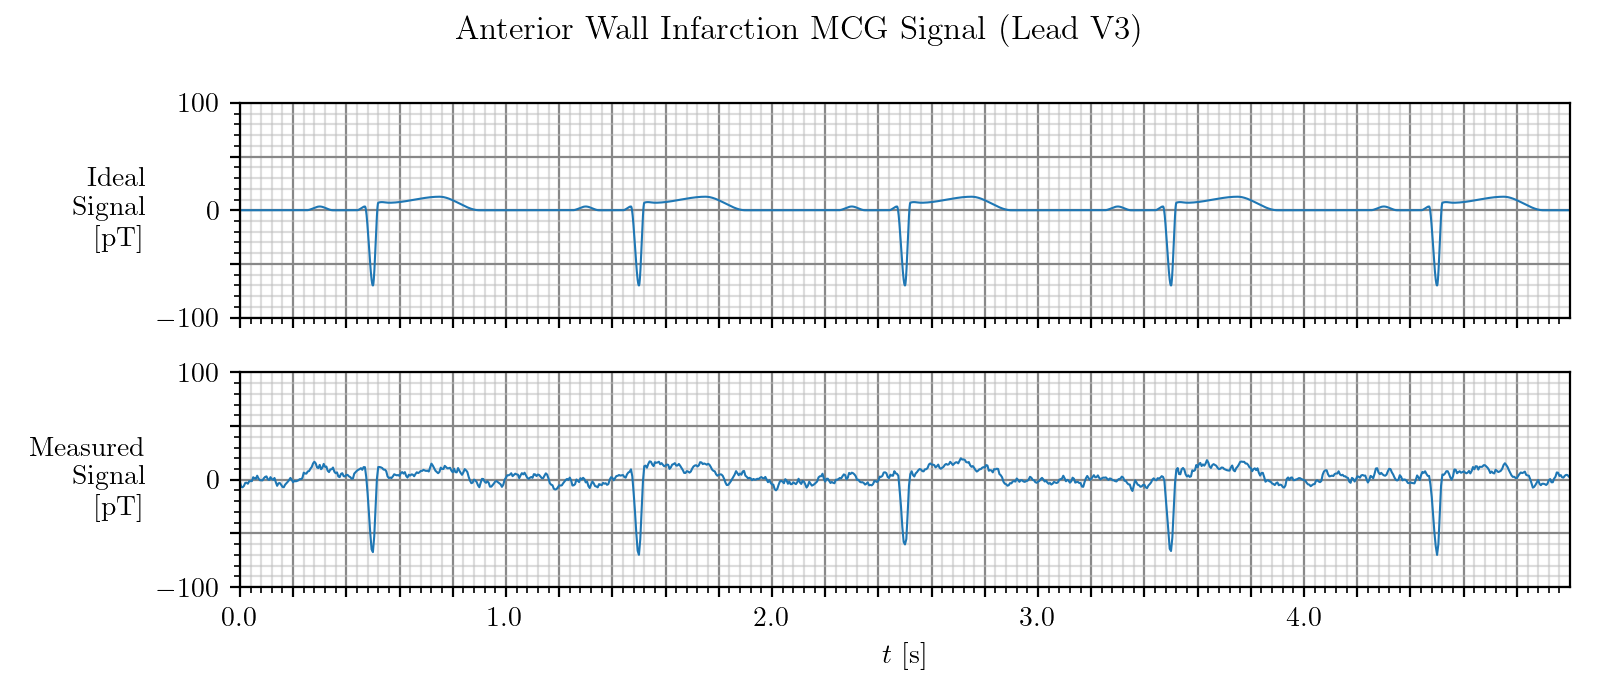 Anterior Wall Infarction MCG Signal (Lead V3)
100
Ideal
Signal
[pT]
0
−100
100
Measured
Signal
[pT]
0
−100
0.0 1.0 2.0 3.0 4.0
t [s]